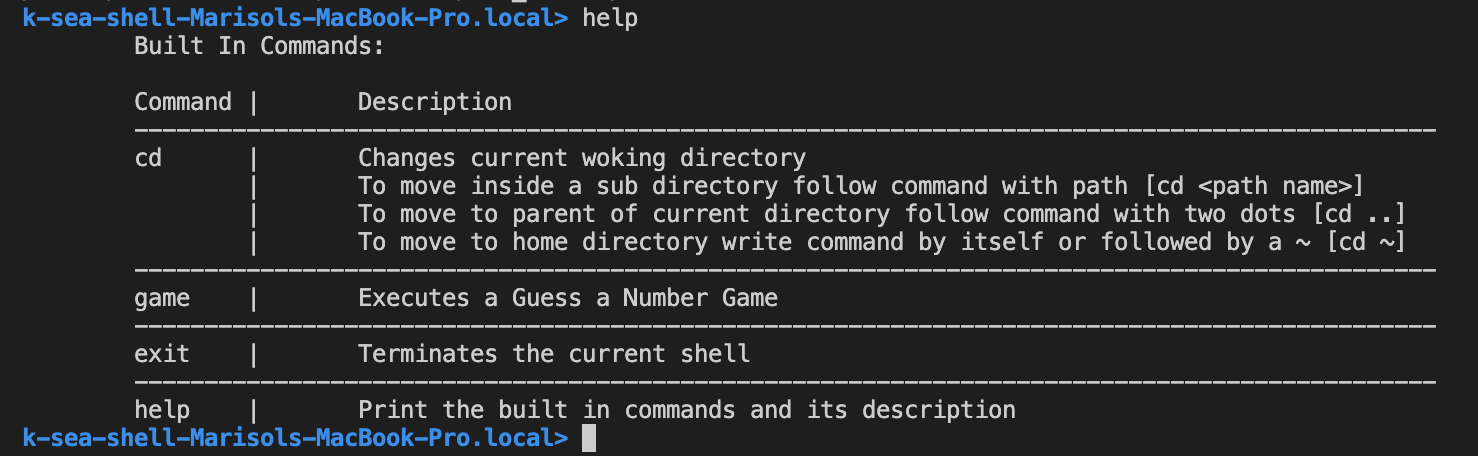 k-sea-shell-Marisols-MacBook-Pro.local> help
Built In Commands:
Command | Description
cd | Changes current woking directory
| To move inside a sub directory follow command with path [cd <path name>]
| To move to parent of current directory follow command with two dots [cd ..]
| To move to home directory write command by itself or followed by a ~ [cd ~]
game | Executes a Guess a Number Game
exit | Terminates the current shell
help | Print the built in commands and its description
k-sea-shell-Marisols-MacBook-Pro.local>